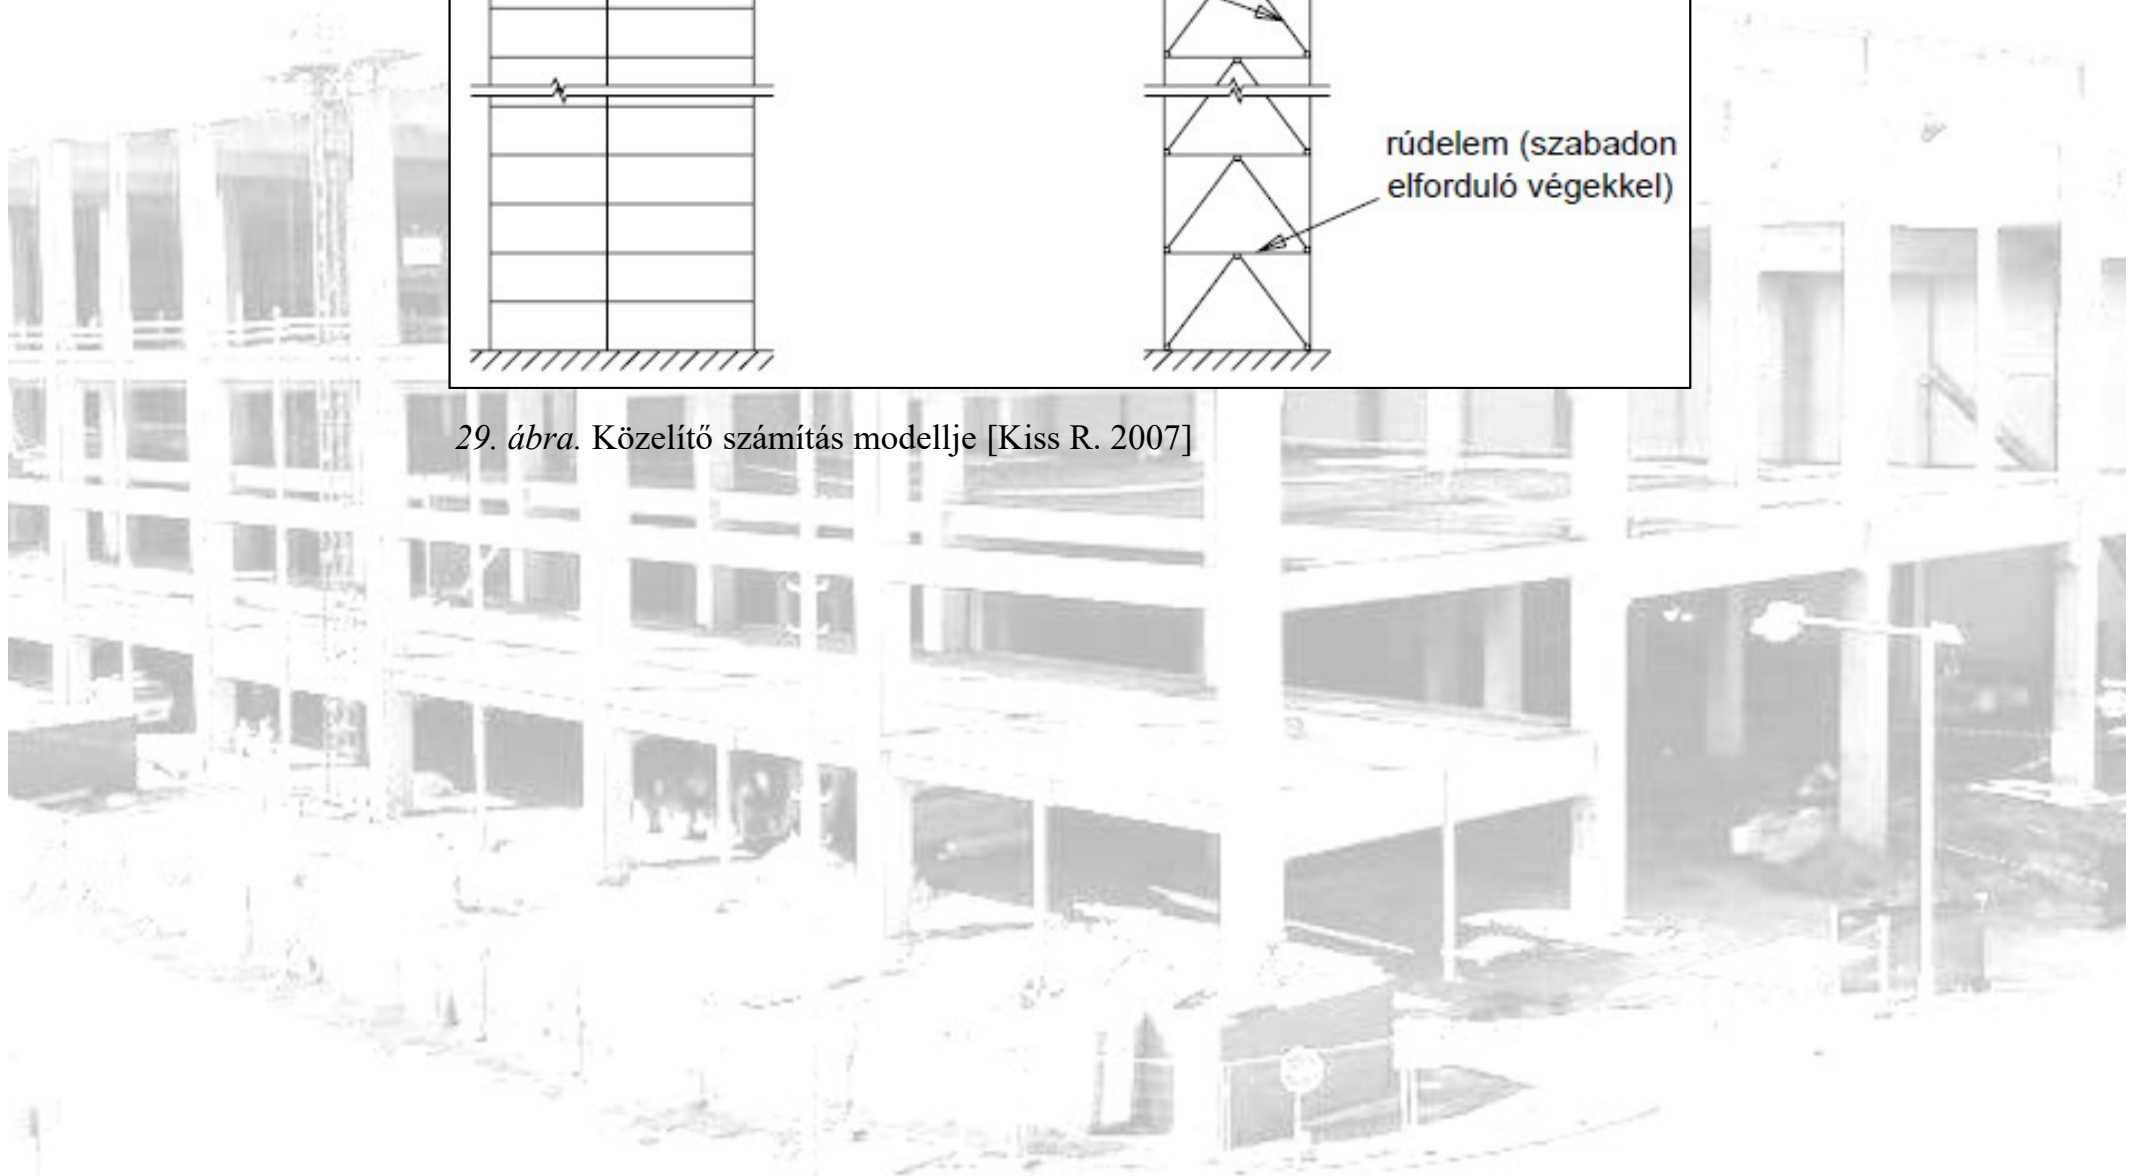 rúdelem (szabadon
elforduló végekkel)
29. ábra. Közelítő számítás modellje [Kiss R. 2007]